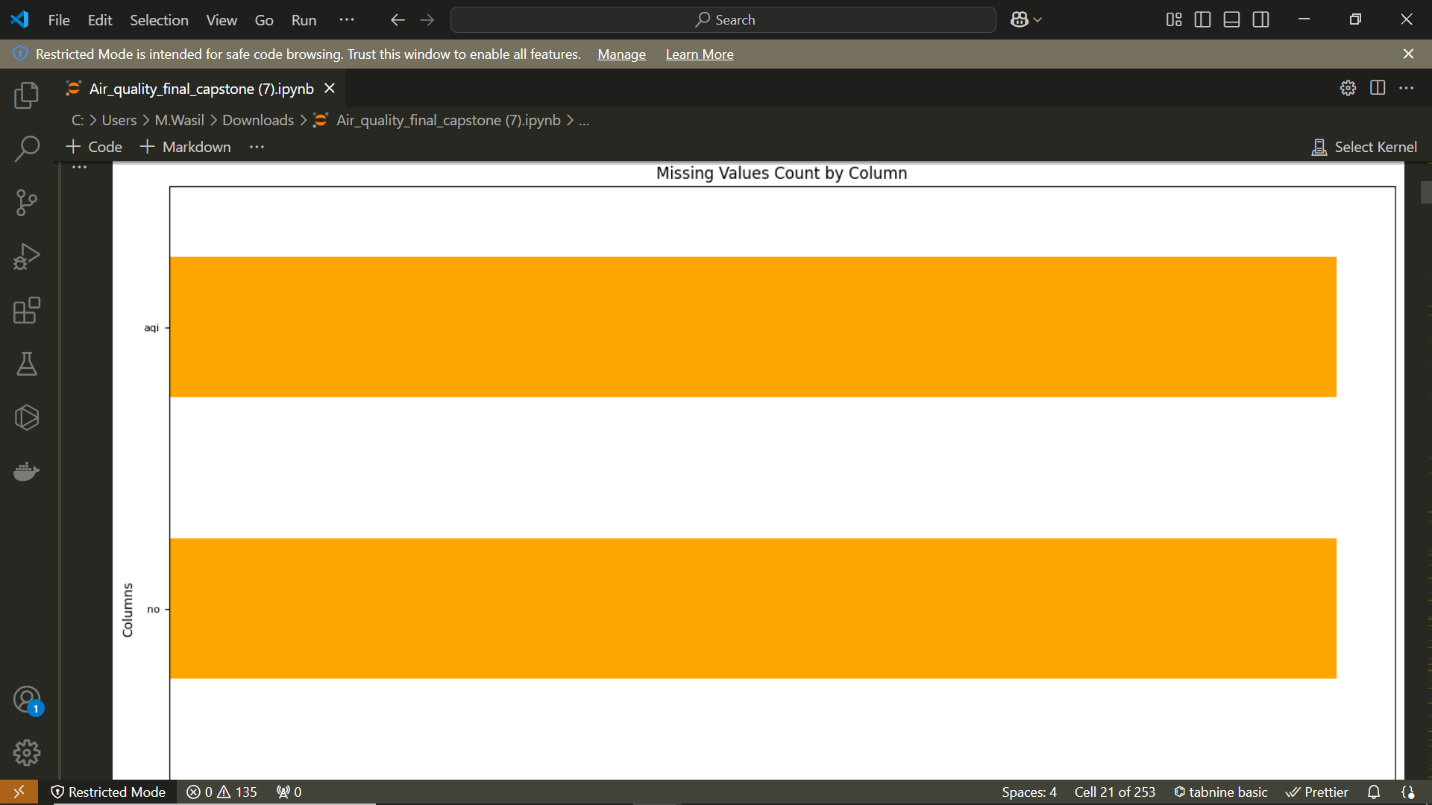 File Edit Selection View Go Run ··· Search
Restricted Mode is intended for safe code browsing. Trust this window to enable all features. Manage Learn More
Air_quality_final_capstone (7).ipynb
C: > Users > M.Wasil > Downloads > Air_quality_final_capstone (7).ipynb > ...
+ Code + Markdown ··· Select Kernel
Missing Values Count by Column
aqi
no
Columns
1
Restricted Mode 0 135 0 Spaces: 4 Cell 21 of 253 tabnine basic Prettier